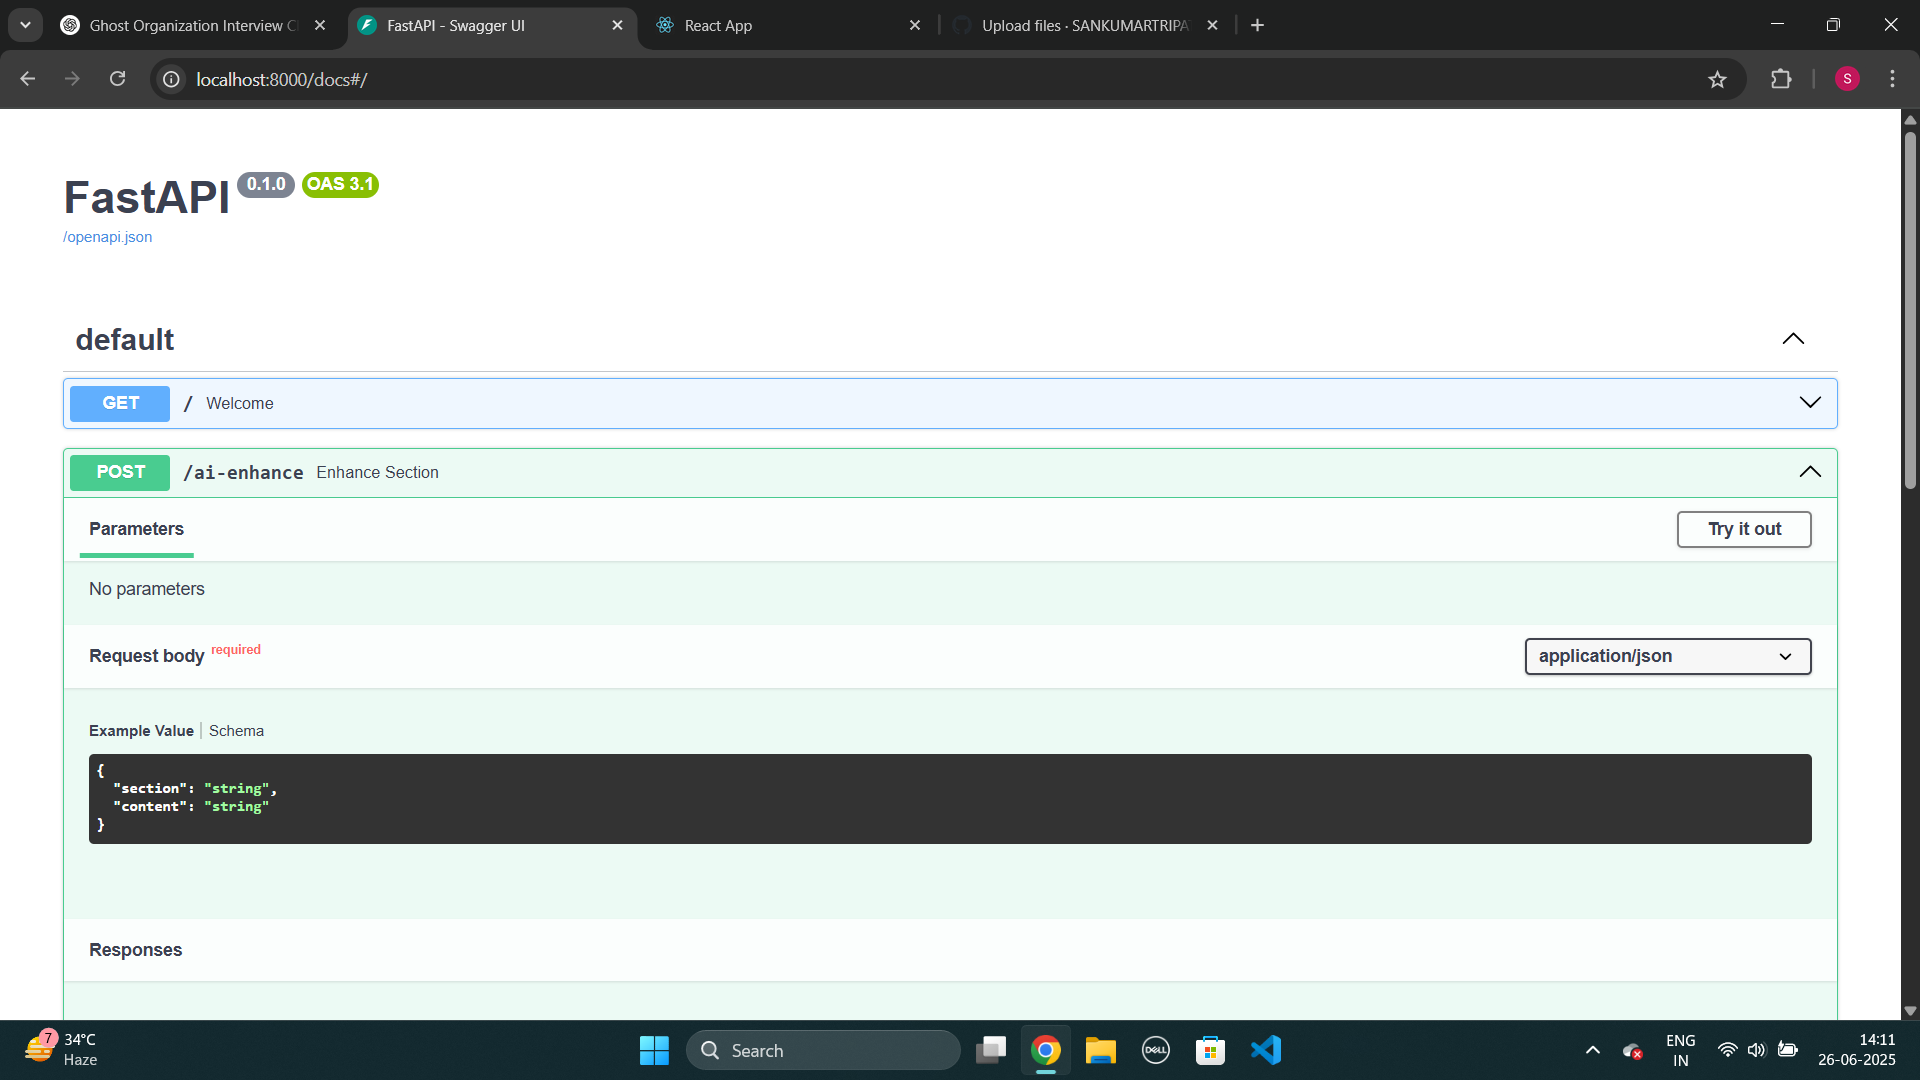 Ghost Organization Interview
FastAPI - Swagger UI
React App
Upload files · SANKUMARTRIPA
S
localhost:8000/docs#/
FastAPI 0.1.0 OAS 3.1
/openapi.json
default
GET / Welcome
POST /ai-enhance Enhance Section
Parameters
Try it out
No parameters
Request body required
application/json
Example Value | Schema
{
"section": "string",
"content": "string"
}
Responses
7
34°C
Haze
Search
DELL
ENG
IN
14:11
26-06-2025